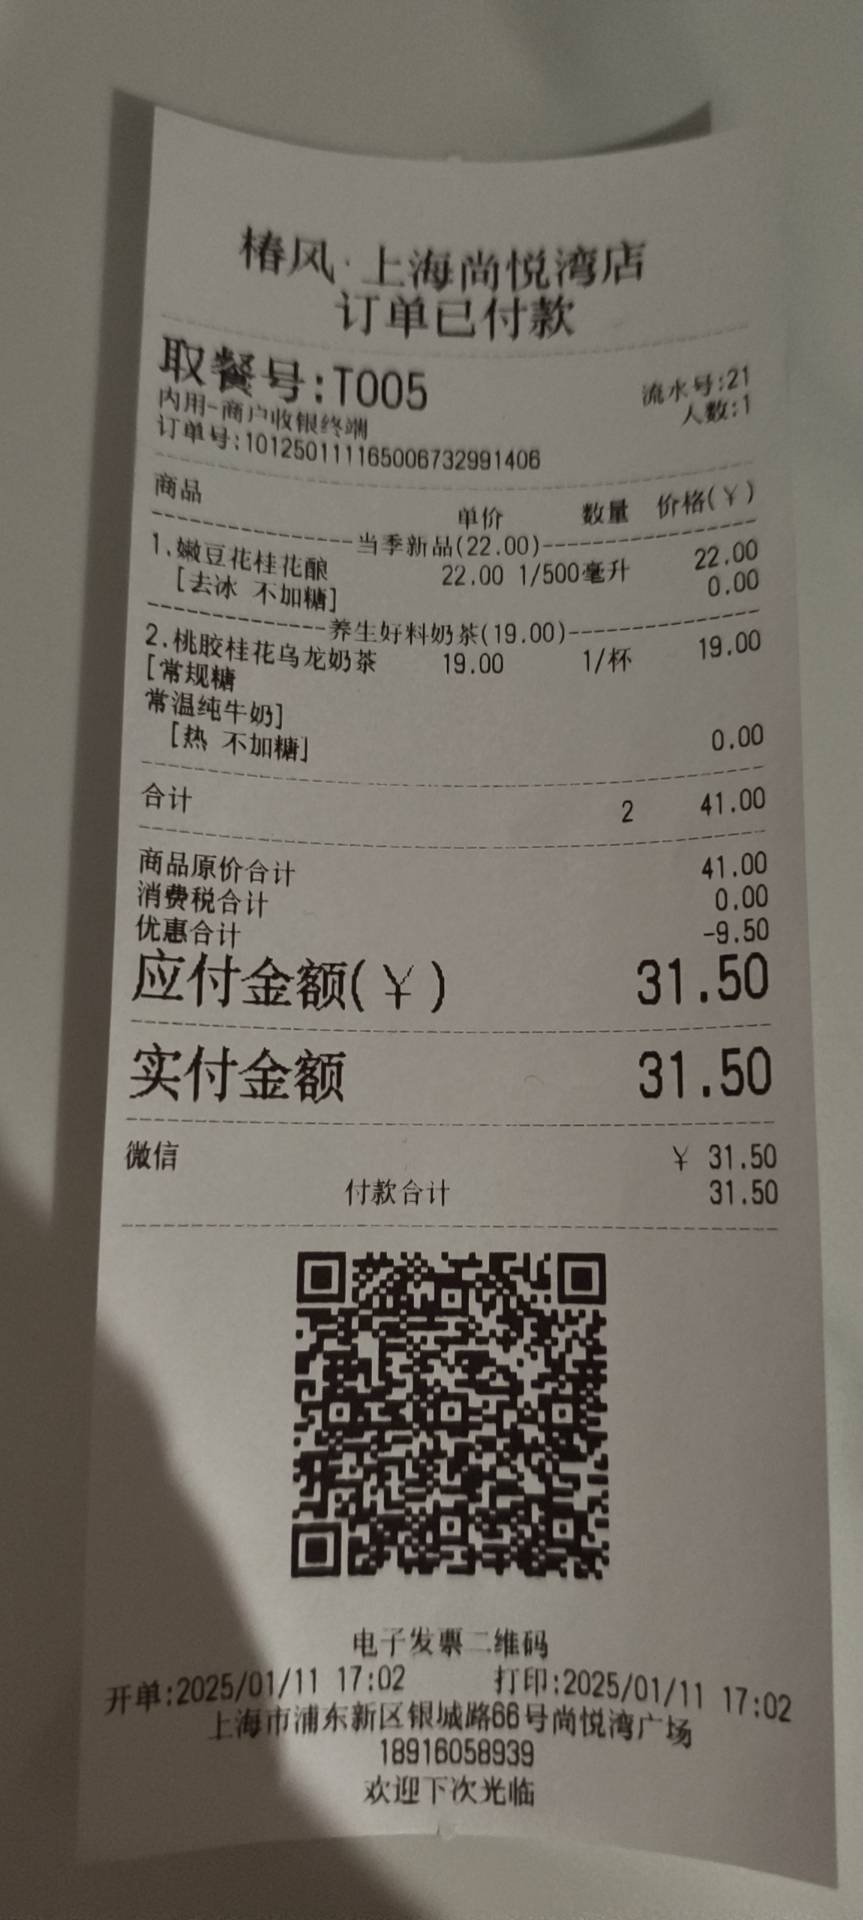 椿风·上海尚悦湾店
订单已付款
取餐号:T005 流水号:21
内用-商户收银终端 人数:1
订单号:101250111165006732991406
商品 单价 数量 价格(￥)
当季新品(22.00)
1.嫩豆花桂花酿 22.00 1/500毫升 22.00
[去冰 不加糖] 0.00
养生好料奶茶(19.00)
2.桃胶桂花乌龙奶茶 19.00 1/杯 19.00
[常规糖
常温纯牛奶]
[热 不加糖] 0.00
合计 2 41.00
商品原价合计 41.00
消费税合计 0.00
优惠合计 -9.50
应付金额(￥) 31.50
实付金额 31.50
微信 ￥ 31.50
付款合计 31.50
电子发票二维码
开单:2025/01/11 17:02 打印:2025/01/11 17:02
上海市浦东新区银城路66号尚悦湾广场
18916058939
欢迎下次光临